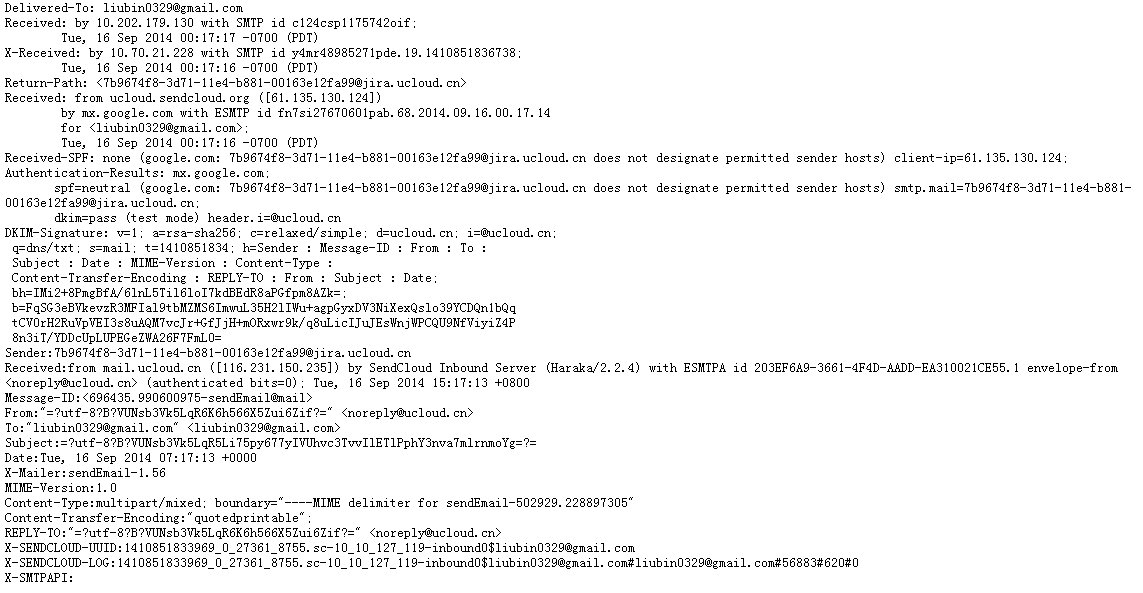 Delivered-To: liubin0329@gmail.com
Received: by 10.202.179.130 with SMTP id c124csp1175742oif;
        Tue, 16 Sep 2014 00:17:17 -0700 (PDT)
X-Received: by 10.70.21.228 with SMTP id y4mr48985271pde.19.1410851836738;
        Tue, 16 Sep 2014 00:17:16 -0700 (PDT)
Return-Path: <7b9674f8-3d71-11e4-b881-00163e12fa99@jira.ucloud.cn>
Received: from ucloud.sendcloud.org ([61.135.130.124])
        by mx.google.com with ESMTP id fn7si27670601pab.68.2014.09.16.00.17.14
        for <liubin0329@gmail.com>;
        Tue, 16 Sep 2014 00:17:16 -0700 (PDT)
Received-SPF: none (google.com: 7b9674f8-3d71-11e4-b881-00163e12fa99@jira.ucloud.cn does not designate permitted sender hosts) client-ip=61.135.130.124;
Authentication-Results: mx.google.com;
       spf=neutral (google.com: 7b9674f8-3d71-11e4-b881-00163e12fa99@jira.ucloud.cn does not designate permitted sender hosts) smtp.mail=7b9674f8-3d71-11e4-b881-
00163e12fa99@jira.ucloud.cn;
       dkim=pass (test mode) header.i=@ucloud.cn
DKIM-Signature: v=1; a=rsa-sha256; c=relaxed/simple; d=ucloud.cn; i=@ucloud.cn;
 q=dns/txt; s=mail; t=1410851834; h=Sender : Message-ID : From : To :
 Subject : Date : MIME-Version : Content-Type :
 Content-Transfer-Encoding : REPLY-TO : From : Subject : Date;
 bh=IMi2+8PmgBfA/6lnL5Til6loI7kdBEdR8aPGfpm8AZk=;
 b=FqSG3eBVkevzR3MFIal9tbMZMS6ImwuL35H2lIWu+agpGyxDV3NiXexQslo39YCDQn1bQq
 tCV0rH2RuVpVEI3s8uAQM7vcJr+GfJjH+mORxwr9k/q8uLicIJuJEsWnjWPCQU9NfViyiZ4P
 8n3iT/YDDcUpLUPEGeZWA26F7FmL0=
Sender:7b9674f8-3d71-11e4-b881-00163e12fa99@jira.ucloud.cn
Received:from mail.ucloud.cn ([116.231.150.235]) by SendCloud Inbound Server (Haraka/2.2.4) with ESMTPA id 203EF6A9-3661-4F4D-AADD-EA310021CE55.1 envelope-from
<noreply@ucloud.cn> (authenticated bits=0); Tue, 16 Sep 2014 15:17:13 +0800
Message-ID:<696435.990600975-sendEmail@mail>
From:"=?utf-8?B?VUNsb3Vk5LqR6K6h566X5Zui6Zif?=" <noreply@ucloud.cn>
To:"liubin0329@gmail.com" <liubin0329@gmail.com>
Subject:=?utf-8?B?VUNsb3Vk5LqR5Li75py677yIVUhvc3TvvIlETlPphY3nva7mlrnmoYg=?=
Date:Tue, 16 Sep 2014 07:17:13 +0000
X-Mailer:sendEmail-1.56
MIME-Version:1.0
Content-Type:multipart/mixed; boundary="----MIME delimiter for sendEmail-502929.228897305"
Content-Transfer-Encoding:"quotedprintable";
REPLY-TO:"=?utf-8?B?VUNsb3Vk5LqR6K6h566X5Zui6Zif?=" <noreply@ucloud.cn>
X-SENDCLOUD-UUID:1410851833969_0_27361_8755.sc-10_10_127_119-inbound0$liubin0329@gmail.com
X-SENDCLOUD-LOG:1410851833969_0_27361_8755.sc-10_10_127_119-inbound0$liubin0329@gmail.com#liubin0329@gmail.com#56883#620#0
X-SMTPAPI: